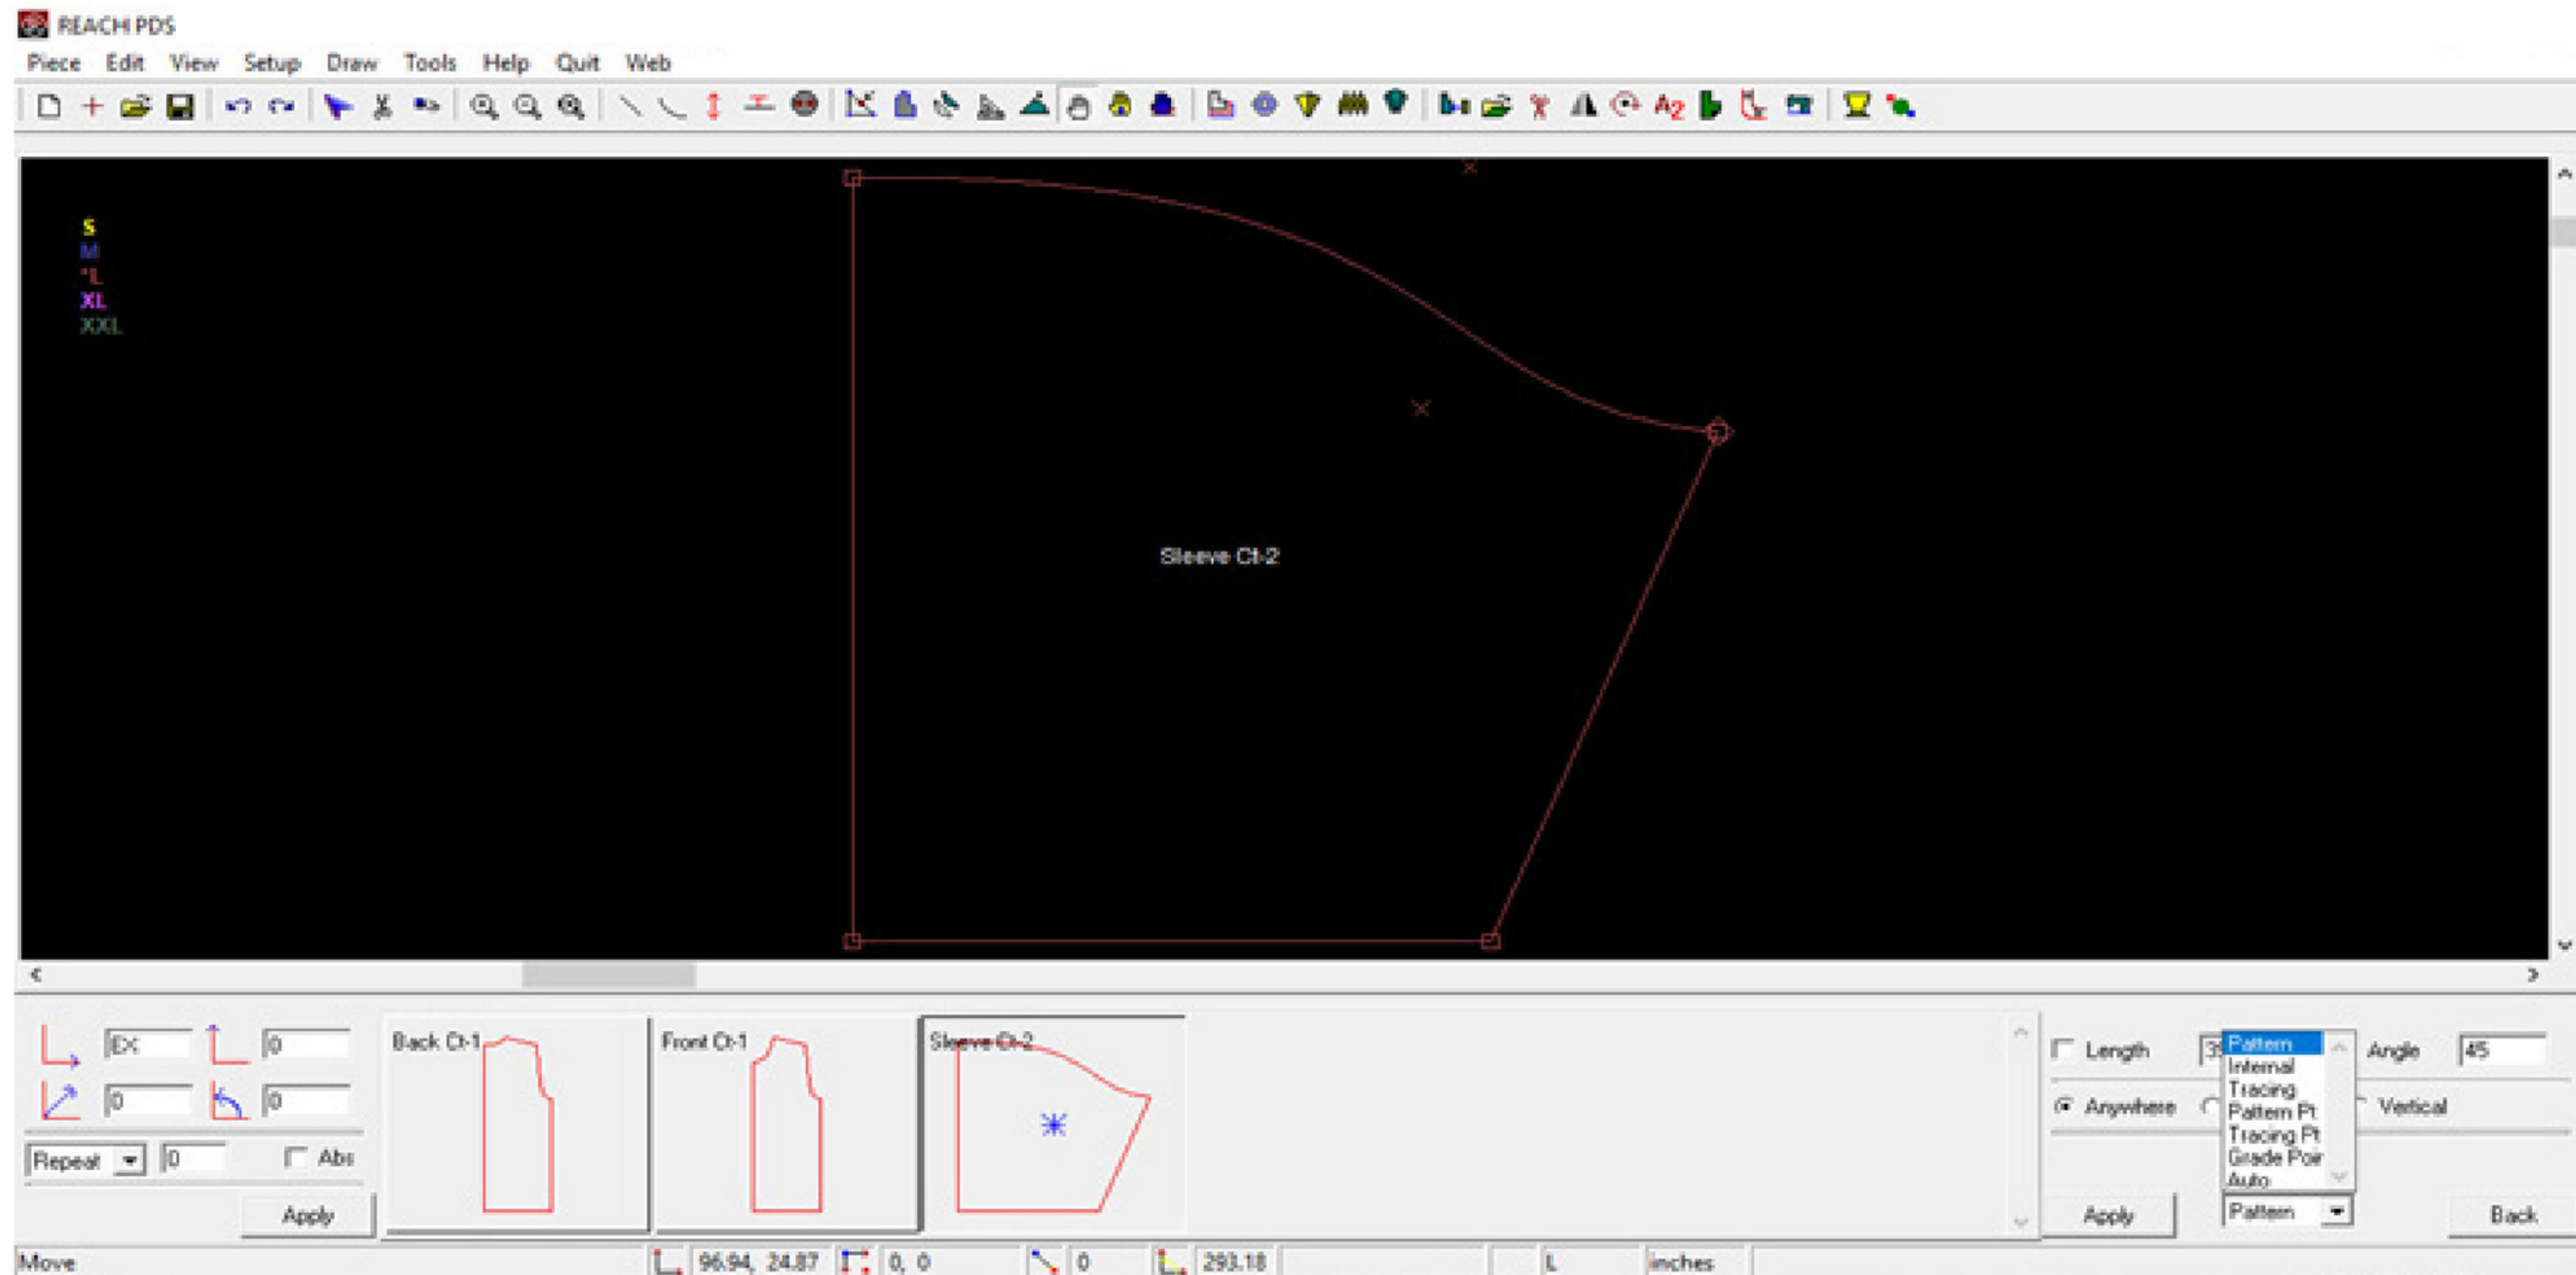 REACH PDS
Piece Edit View Setup Draw Tools Help Quit Web
S
M
*L
XL
XXL
Sleeve Ct-2
EX 0
0 0
Repeat 0 Abs
Apply
Back Ct-1
Front Ct-1
Sleeve Ct-2
Length Angle 45
Anywhere Vertical
Pattern
Internal
Tracing
Pattern Pt
Tracing Pt
Grade Poir
Auto
Apply Pattern Back
Move 96.94, 24.87 0, 0 0 293.18 L inches